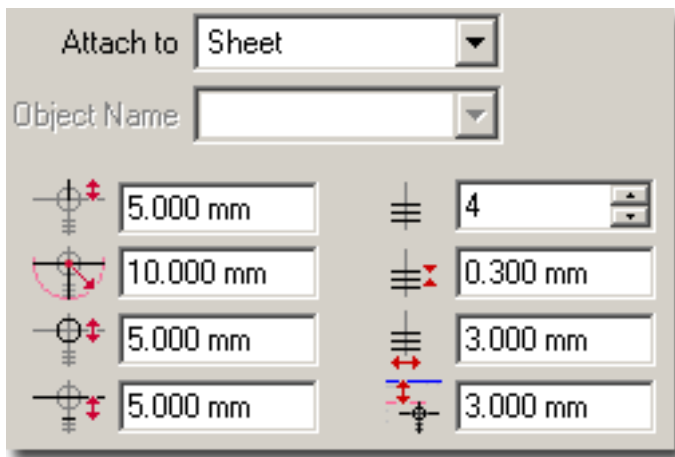 Attach to Sheet
Object Name
5.000 mm 4
10.000 mm 0.300 mm
5.000 mm 3.000 mm
5.000 mm 3.000 mm